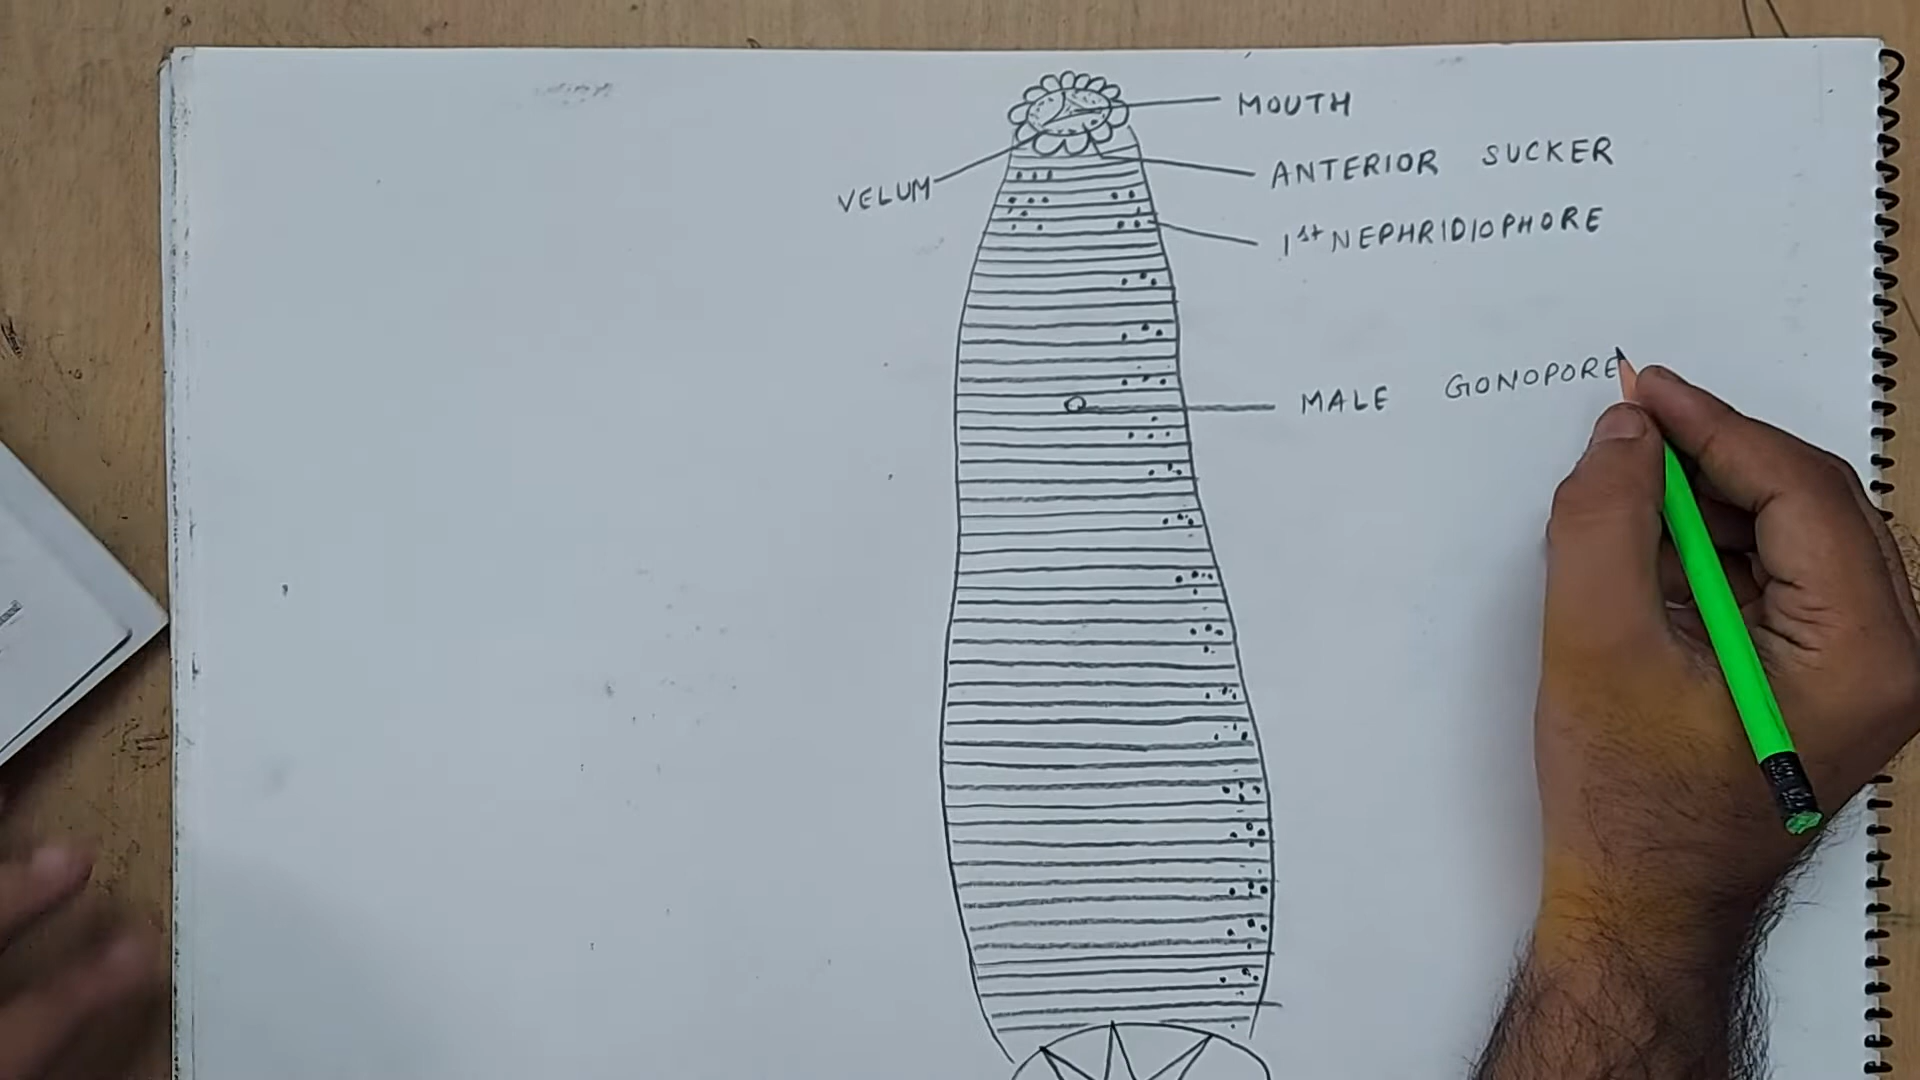 MOUTH
ANTERIOR SUCKER
VELUM
1st NEPHRIDIOPHORE
MALE GONOPORE